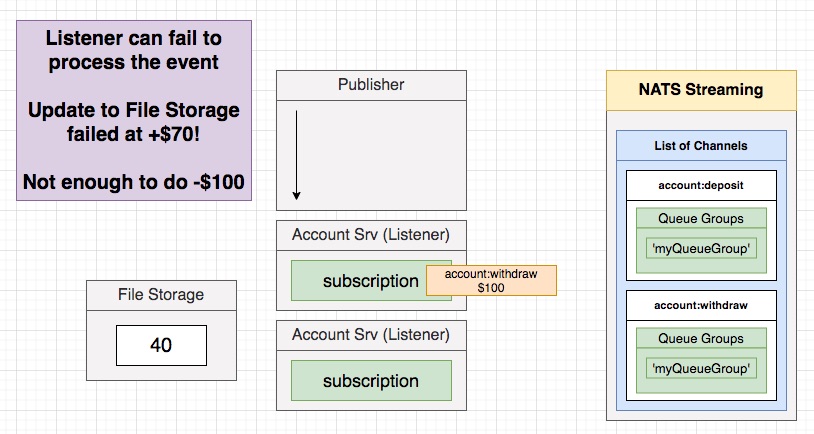 Listener can fail to
process the event
Update to File Storage
failed at +$70!
Not enough to do -$100
Publisher
Account Srv (Listener)
subscription
account:withdraw
$100
Account Srv (Listener)
subscription
File Storage
40
NATS Streaming
List of Channels
account:deposit
Queue Groups
'myQueueGroup'
account:withdraw
Queue Groups
'myQueueGroup'